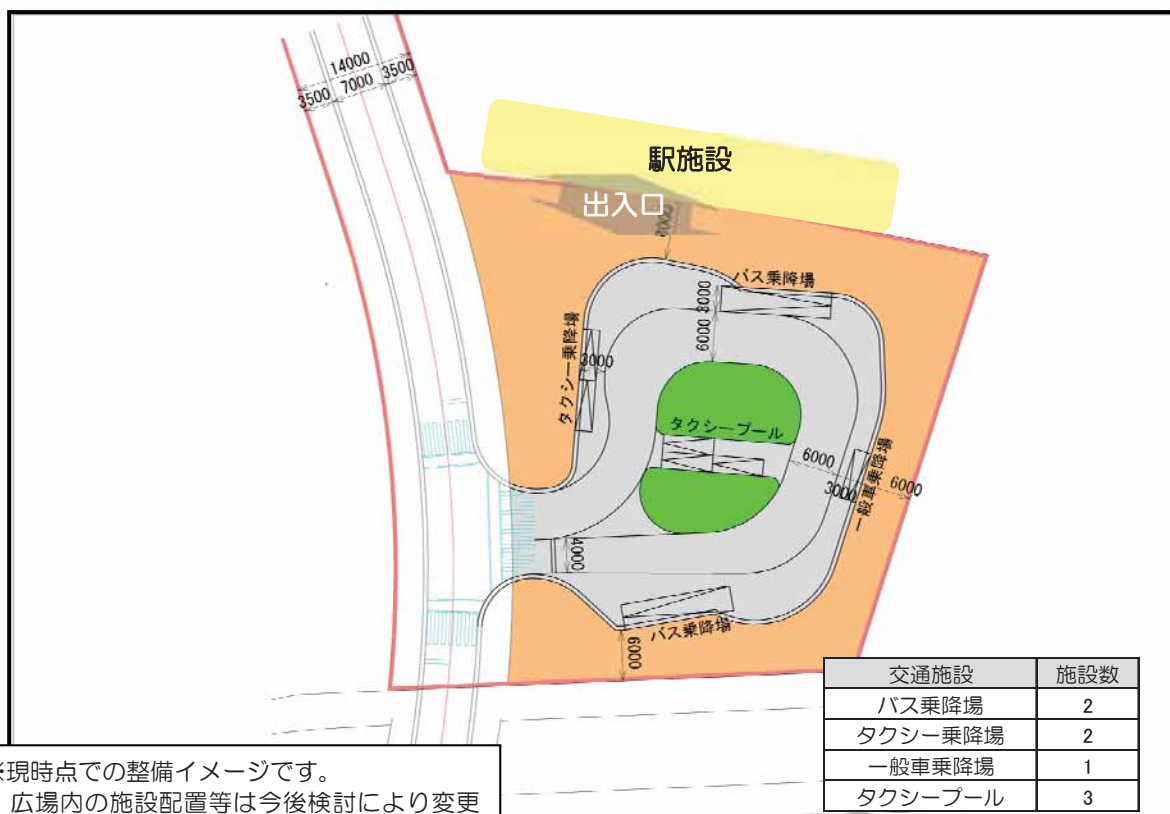 14000
3500 7000 3500
駅施設
出入口
6000
バス乗降場
3000
6000
タクシー乗降場
3000
タクシープール
6000
3000
6000
一般車乗降場
4000
バス乗降場
6000
交通施設 施設数
バス乗降場 2
タクシー乗降場 2
一般車乗降場 1
タクシープール 3
※現時点での整備イメージです。
広場内の施設配置等は今後検討により変更